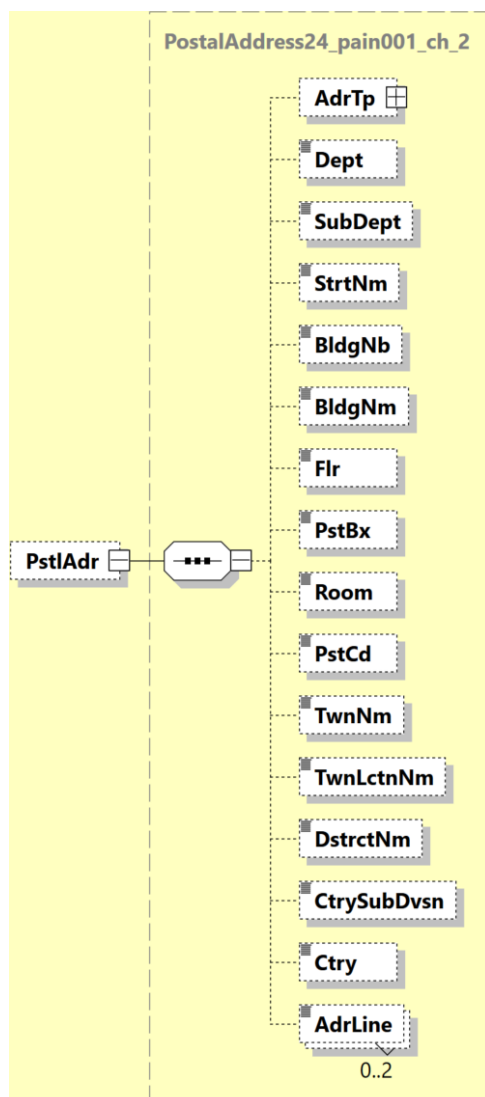 PostalAddress24_pain001_ch_2
AdrTp
Dept
SubDept
StrtNm
BldgNb
BldgNm
Flr
PstBx
PstlAdr
Room
PstCd
TwnNm
TwnLctnNm
DstrctNm
CtrySubDvsn
Ctry
AdrLine
0..2